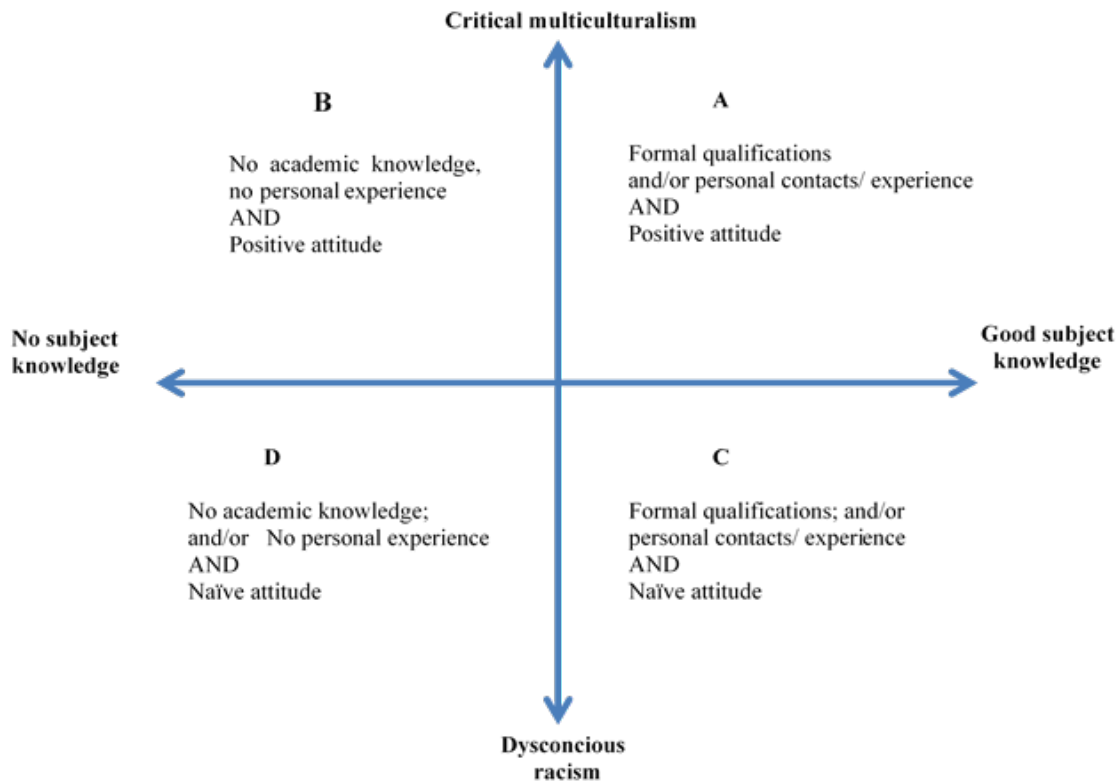 Critical multiculturalism
B
No academic knowledge,
no personal experience
AND
Positive attitude
A
Formal qualifications
and/or personal contacts/ experience
AND
Positive attitude
No subject
knowledge
Good subject
knowledge
D
No academic knowledge;
and/or No personal experience
AND
Naïve attitude
C
Formal qualifications; and/or
personal contacts/ experience
AND
Naïve attitude
Dysconcious
racism